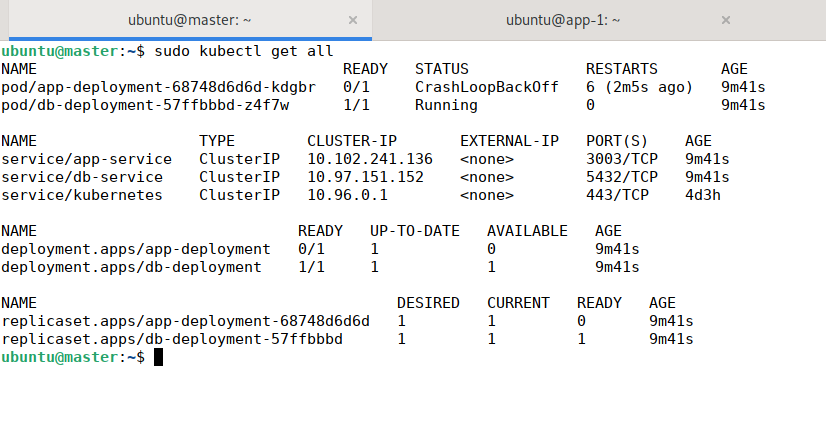 ubuntu@master: ~ × ubuntu@app-1: ~ ×
ubuntu@master:~$ sudo kubectl get all
NAME READY STATUS RESTARTS AGE
pod/app-deployment-68748d6d6d-kdgbr 0/1 CrashLoopBackOff 6 (2m5s ago) 9m41s
pod/db-deployment-57ffbbbd-z4f7w 1/1 Running 0 9m41s
NAME TYPE CLUSTER-IP EXTERNAL-IP PORT(S) AGE
service/app-service ClusterIP 10.102.241.136 <none> 3003/TCP 9m41s
service/db-service ClusterIP 10.97.151.152 <none> 5432/TCP 9m41s
service/kubernetes ClusterIP 10.96.0.1 <none> 443/TCP 4d3h
NAME READY UP-TO-DATE AVAILABLE AGE
deployment.apps/app-deployment 0/1 1 0 9m41s
deployment.apps/db-deployment 1/1 1 1 9m41s
NAME DESIRED CURRENT READY AGE
replicaset.apps/app-deployment-68748d6d6d 1 1 0 9m41s
replicaset.apps/db-deployment-57ffbbbd 1 1 1 9m41s
ubuntu@master:~$